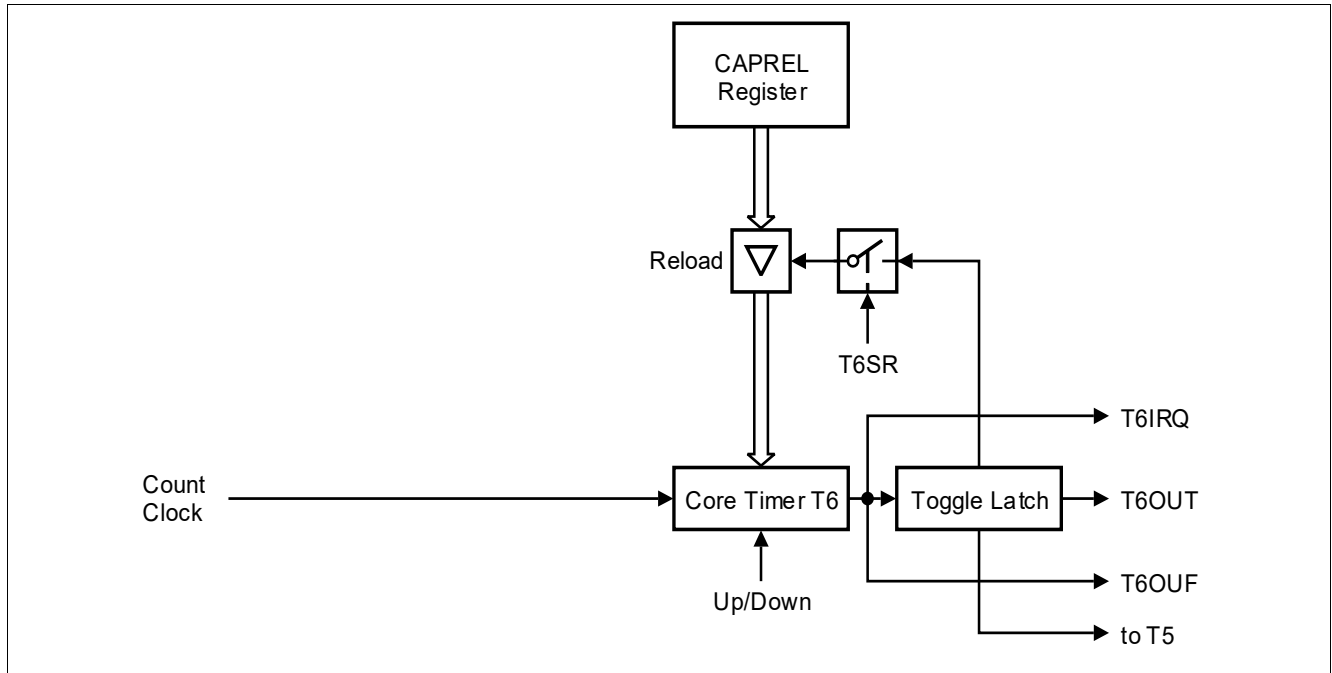 CAPREL
Register
Reload
T6SR
T6IRQ
Count
Clock
Core Timer T6
Toggle Latch
T6OUT
Up/Down
T6OUF
to T5